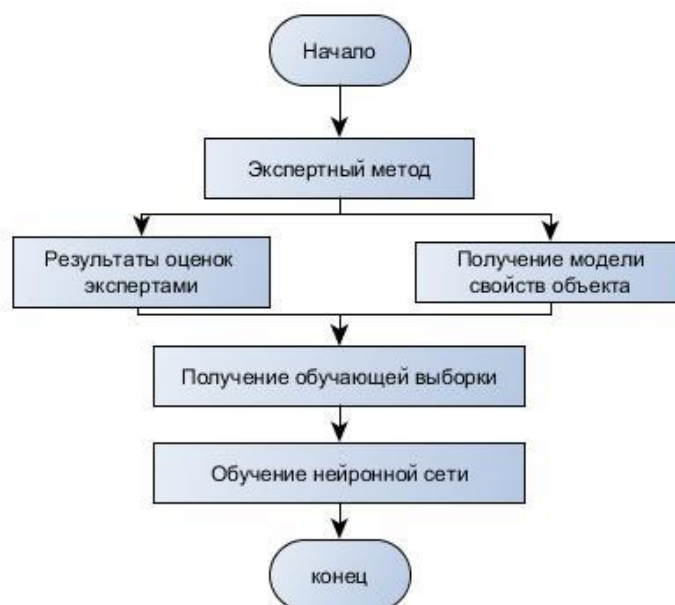 Начало
Экспертный метод
Результаты оценок
экспертами
Получение модели
свойств объекта
Получение обучающей выборки
Обучение нейронной сети
конец